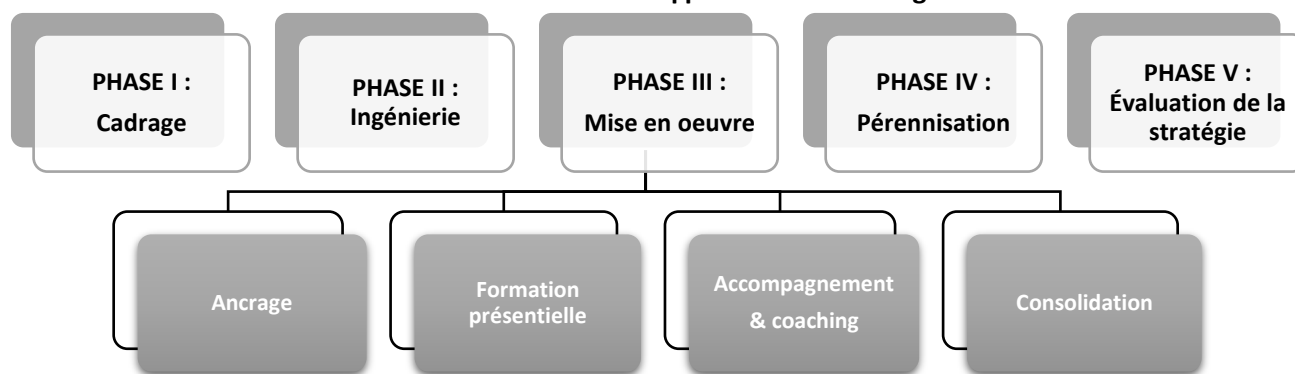 PHASE I :
Cadrage
PHASE II :
Ingénierie
PHASE III :
Mise en oeuvre
PHASE IV :
Pérennisation
PHASE V :
Évaluation de la
stratégie
Ancrage
Formation
présentielle
Accompagnement
& coaching
Consolidation